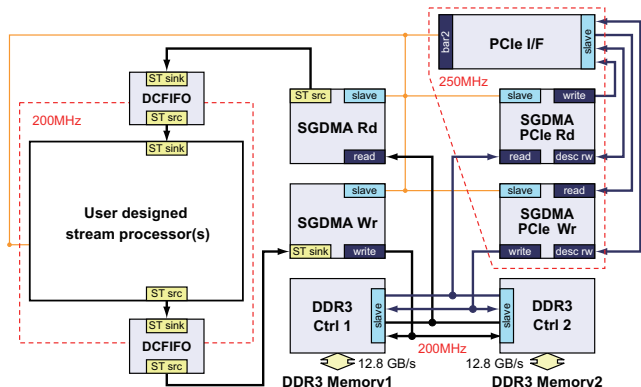 bar2
PCIe I/F
slave
ST sink
DCFIFO
ST src
200MHz
ST sink
User designed
stream processor(s)
ST src
ST sink
DCFIFO
ST src
ST src
slave
SGDMA Rd
read
slave
SGDMA Wr
ST sink
write
250MHz
slave
write
SGDMA
PCIe Rd
read
desc rw
slave
read
SGDMA
PCIe Wr
write
desc rw
DDR3
Ctrl 1
slave
200MHz
slave
DDR3
Ctrl 2
12.8 GB/s
DDR3 Memory1
12.8 GB/s
DDR3 Memory2